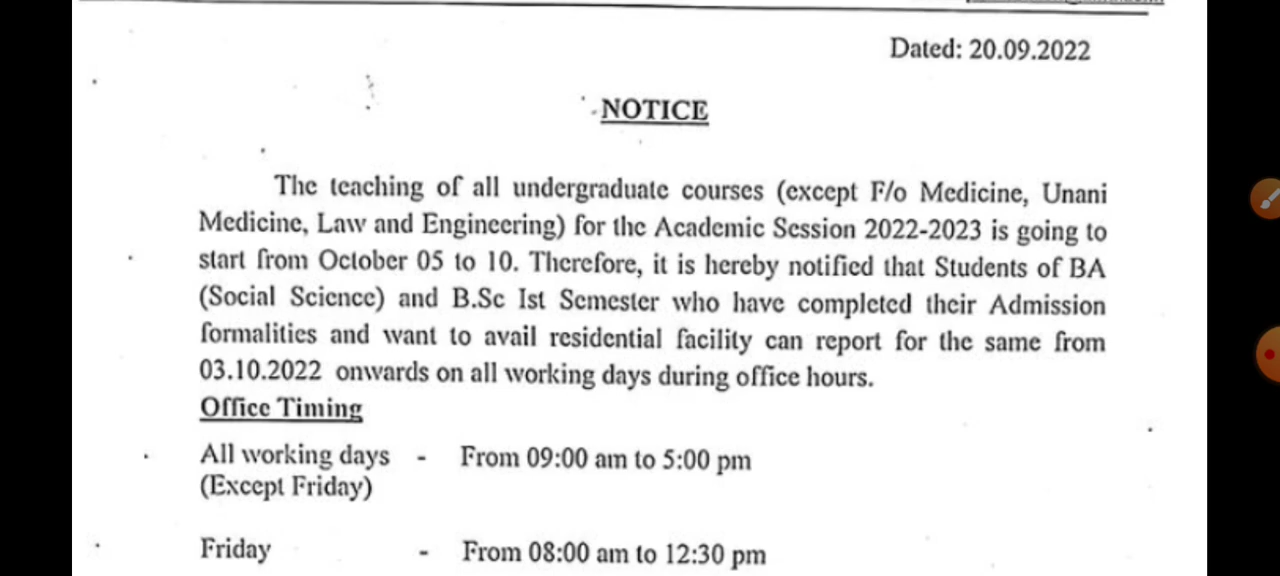 Dated: 20.09.2022
NOTICE
The teaching of all undergraduate courses (except F/o Medicine, Unani
Medicine, Law and Engineering) for the Academic Session 2022-2023 is going to
start from October 05 to 10. Therefore, it is hereby notified that Students of BA
(Social Science) and B.Sc Ist Semester who have completed their Admission
formalities and want to avail residential facility can report for the same from
03.10.2022 onwards on all working days during office hours.
Office Timing
All working days - From 09:00 am to 5:00 pm
(Except Friday)
Friday - From 08:00 am to 12:30 pm